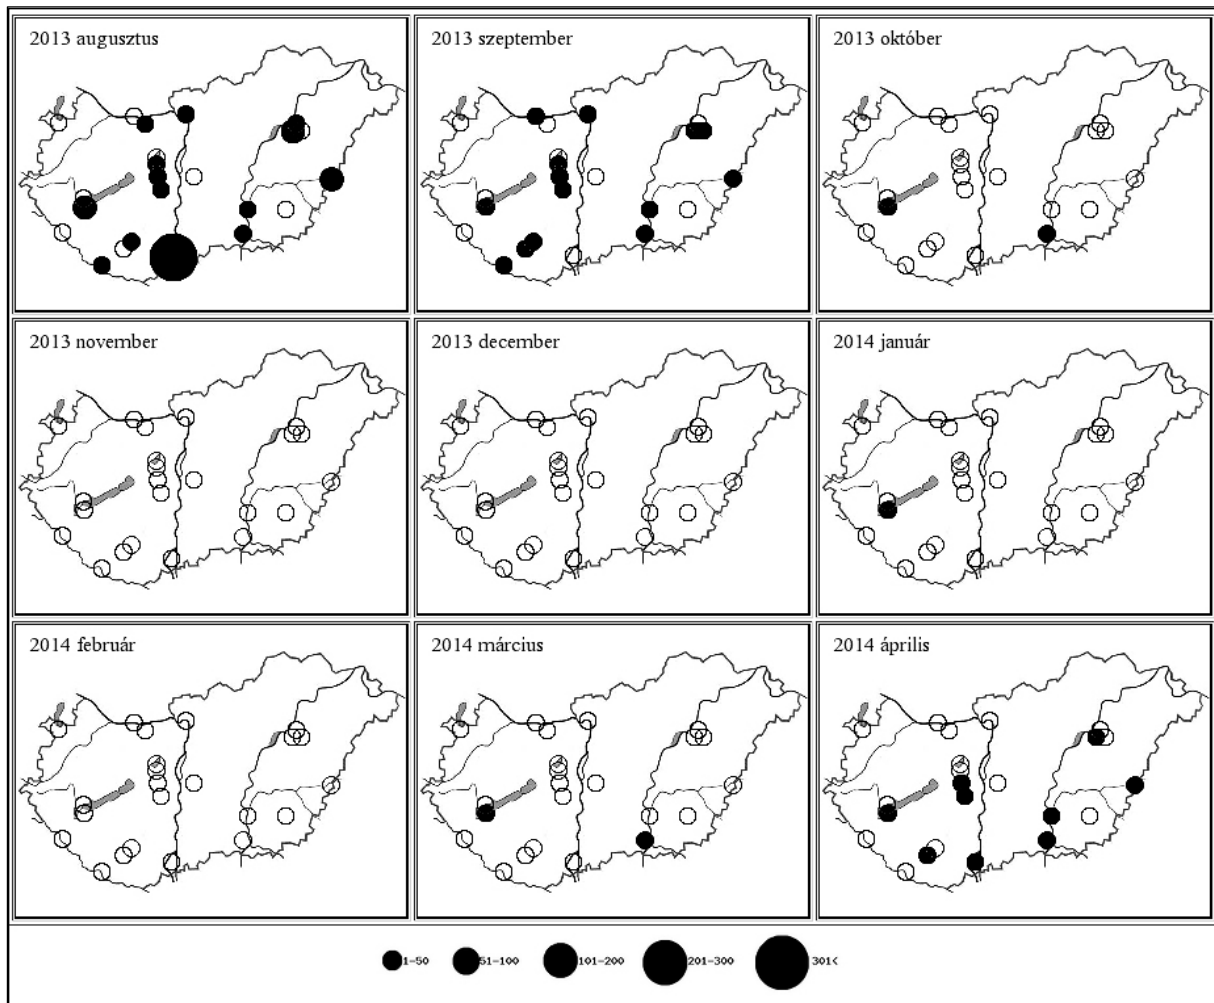 2013 augusztus
2013 szeptember
2013 október
2013 november
2013 december
2014 január
2014 február
2014 március
2014 április
1-50
51-100
101-200
201-300
301<